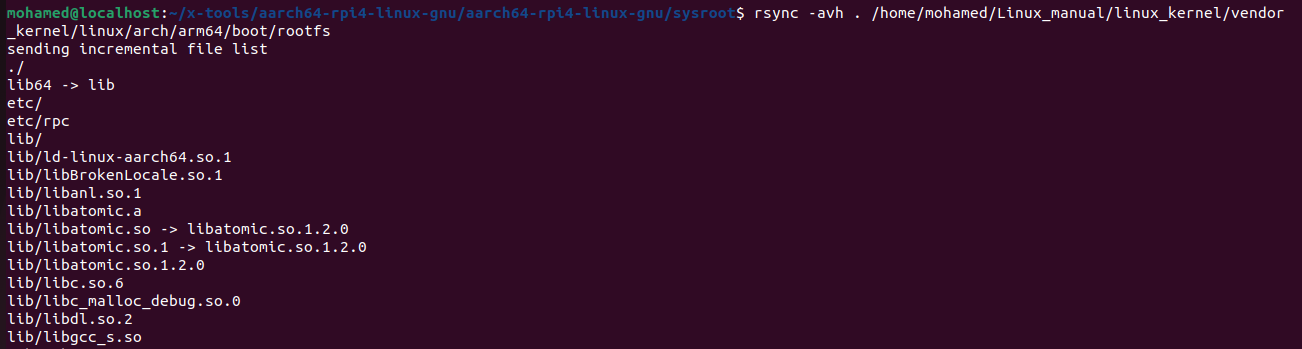 mohamed@localhost:~/x-tools/aarch64-rpi4-linux-gnu/aarch64-rpi4-linux-gnu/sysroot$ rsync -avh . /home/mohamed/Linux_manual/linux_kernel/vendor
_kernel/linux/arch/arm64/boot/rootfs
sending incremental file list
./
lib64 -> lib
etc/
etc/rpc
lib/
lib/ld-linux-aarch64.so.1
lib/libBrokenLocale.so.1
lib/libanl.so.1
lib/libatomic.a
lib/libatomic.so -> libatomic.so.1.2.0
lib/libatomic.so.1 -> libatomic.so.1.2.0
lib/libatomic.so.1.2.0
lib/libc.so.6
lib/libc_malloc_debug.so.0
lib/libdl.so.2
lib/libgcc_s.so